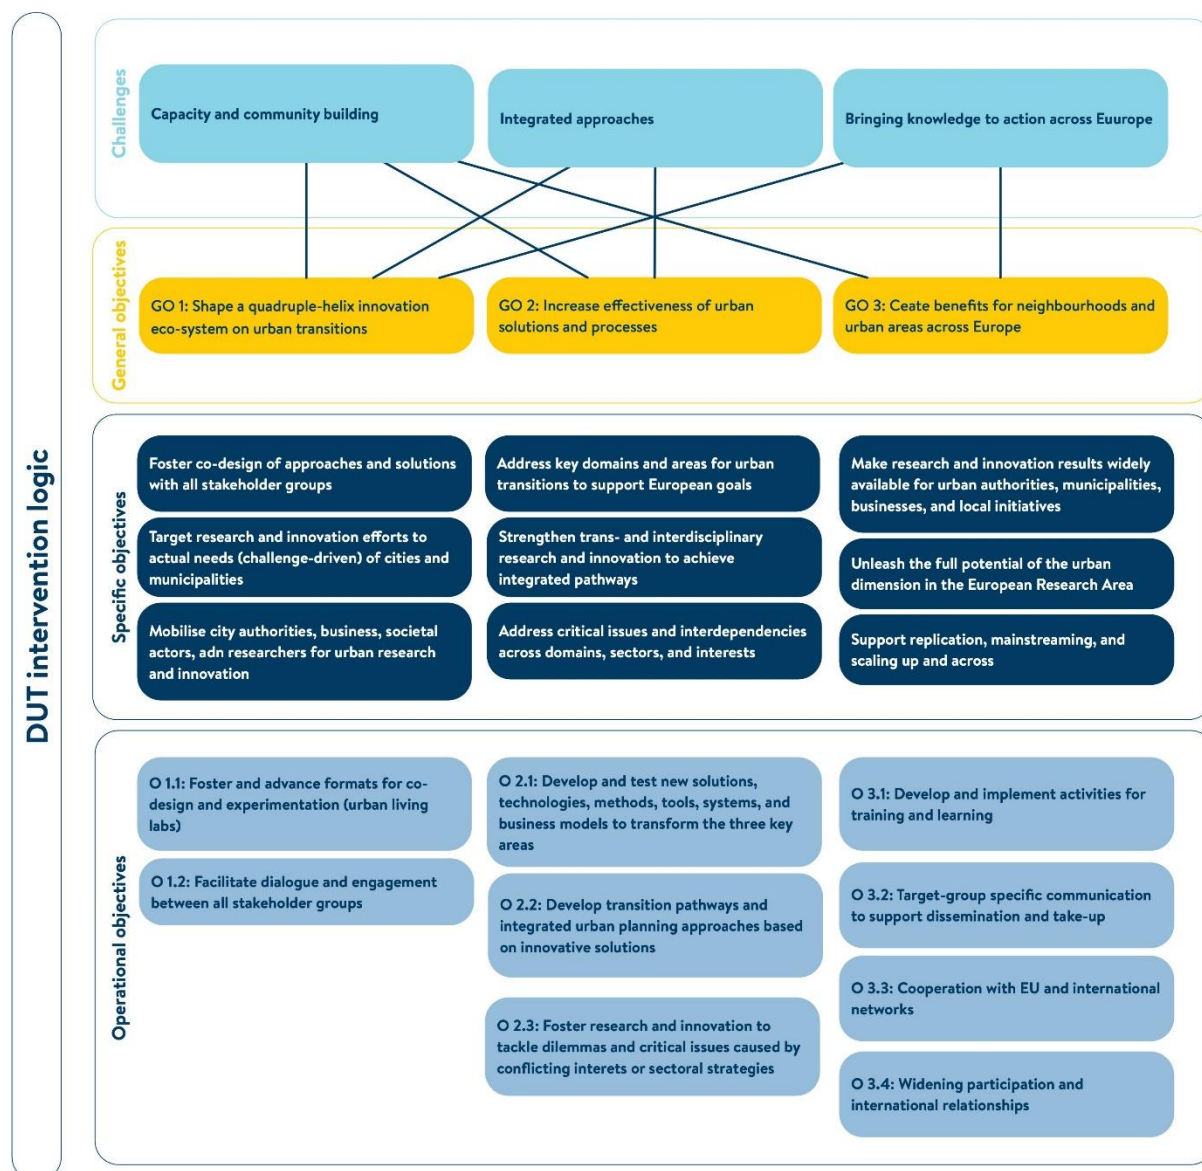 DUT intervention logic
Challenges
Capacity and community building
Integrated approaches
Bringing knowledge to action across Euurope
General objectives
GO 1: Shape a quadruple-helix innovation
eco-system on urban transitions
GO 2: Increase effectiveness of urban
solutions and processes
GO 3: Ceate benefits for neighbourhoods and
urban areas across Europe
Specific objectives
Foster co-design of approaches and solutions
with all stakeholder groups
Target research and innovation efforts to
actual needs (challenge-driven) of cities and
municipalities
Mobilise city authorities, business, societal
actors, adn researchers for urban research
and innovation
Address key domains and areas for urban
transitions to support European goals
Strengthen trans- and interdisciplinary
research and innovation to achieve
integrated pathways
Address critical issues and interdependencies
across domains, sectors, and interests
Make research and innovation results widely
available for urban authorities, municipalities,
businesses, and local initiatives
Unleash the full potential of the urban
dimension in the European Research Area
Support replication, mainstreaming, and
scaling up and across
Operational objectives
O 1.1: Foster and advance formats for co-
design and experimentation (urban living
labs)
O 1.2: Facilitate dialogue and engagement
between all stakeholder groups
O 2.1: Develop and test new solutions,
technologies, methods, tools, systems, and
business models to transform the three key
areas
O 2.2: Develop transition pathways and
integrated urban planning approaches based
on innovative solutions
O 2.3: Foster research and innovation to
tackle dilemmas and critical issues caused by
conflicting interets or sectoral strategies
O 3.1: Develop and implement activities for
training and learning
O 3.2: Target-group specific communication
to support dissemination and take-up
O 3.3: Cooperation with EU and international
networks
O 3.4: Widening participation and
international relationships